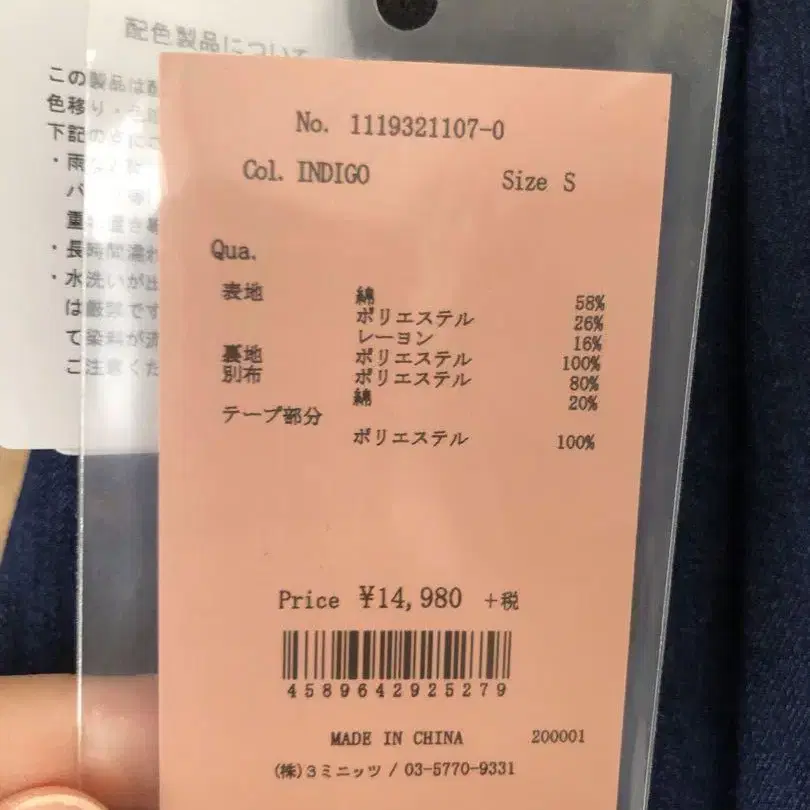 配色製品について
この製品は配
色移り・
下記の
・雨
重
・長時間濡れ
・水洗いが出
は厳禁です
て染料が流
ご注意くだ
No. 1119321107-0
Col. INDIGO Size S
Qua.
表地 綿 58%
ポリエステル 26%
レーヨン 16%
裏地 ポリエステル 100%
別布 ポリエステル 80%
綿 20%
テープ部分
ポリエステル 100%
Price ¥14,980 +税
4589642925279
MADE IN CHINA 200001
(株)3ミニッツ / 03-5770-9331